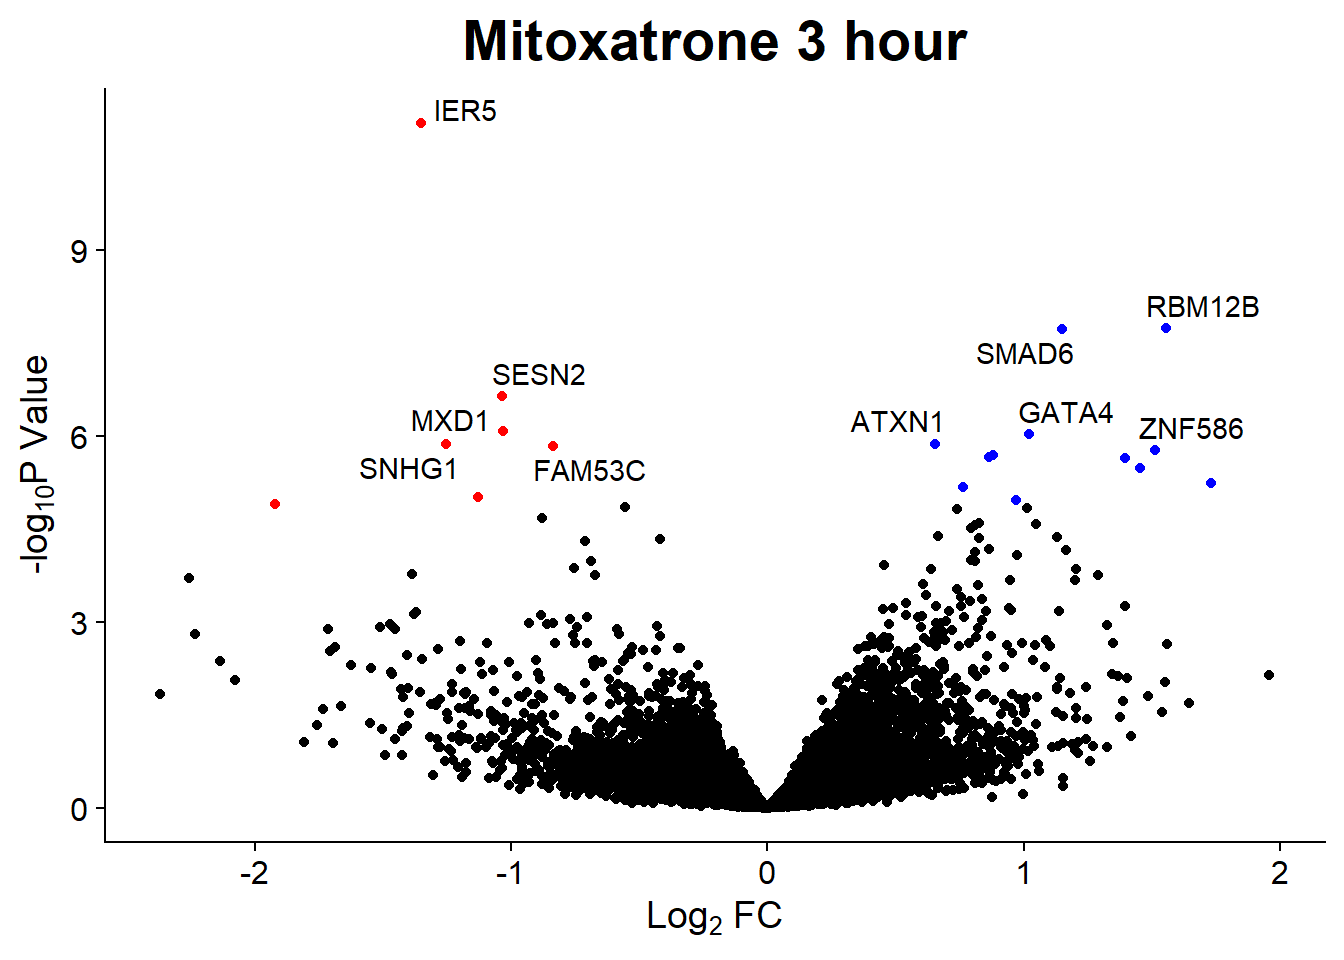 Mitoxatrone 3 hour
IER5
9
RBM12B
SMAD6
SESN2
MXD1
ATXN1
GATA4
ZNF586
6
SNHG1
FAM53C
3
0
-2 -1 0 1 2
-log10P Value
Log2 FC